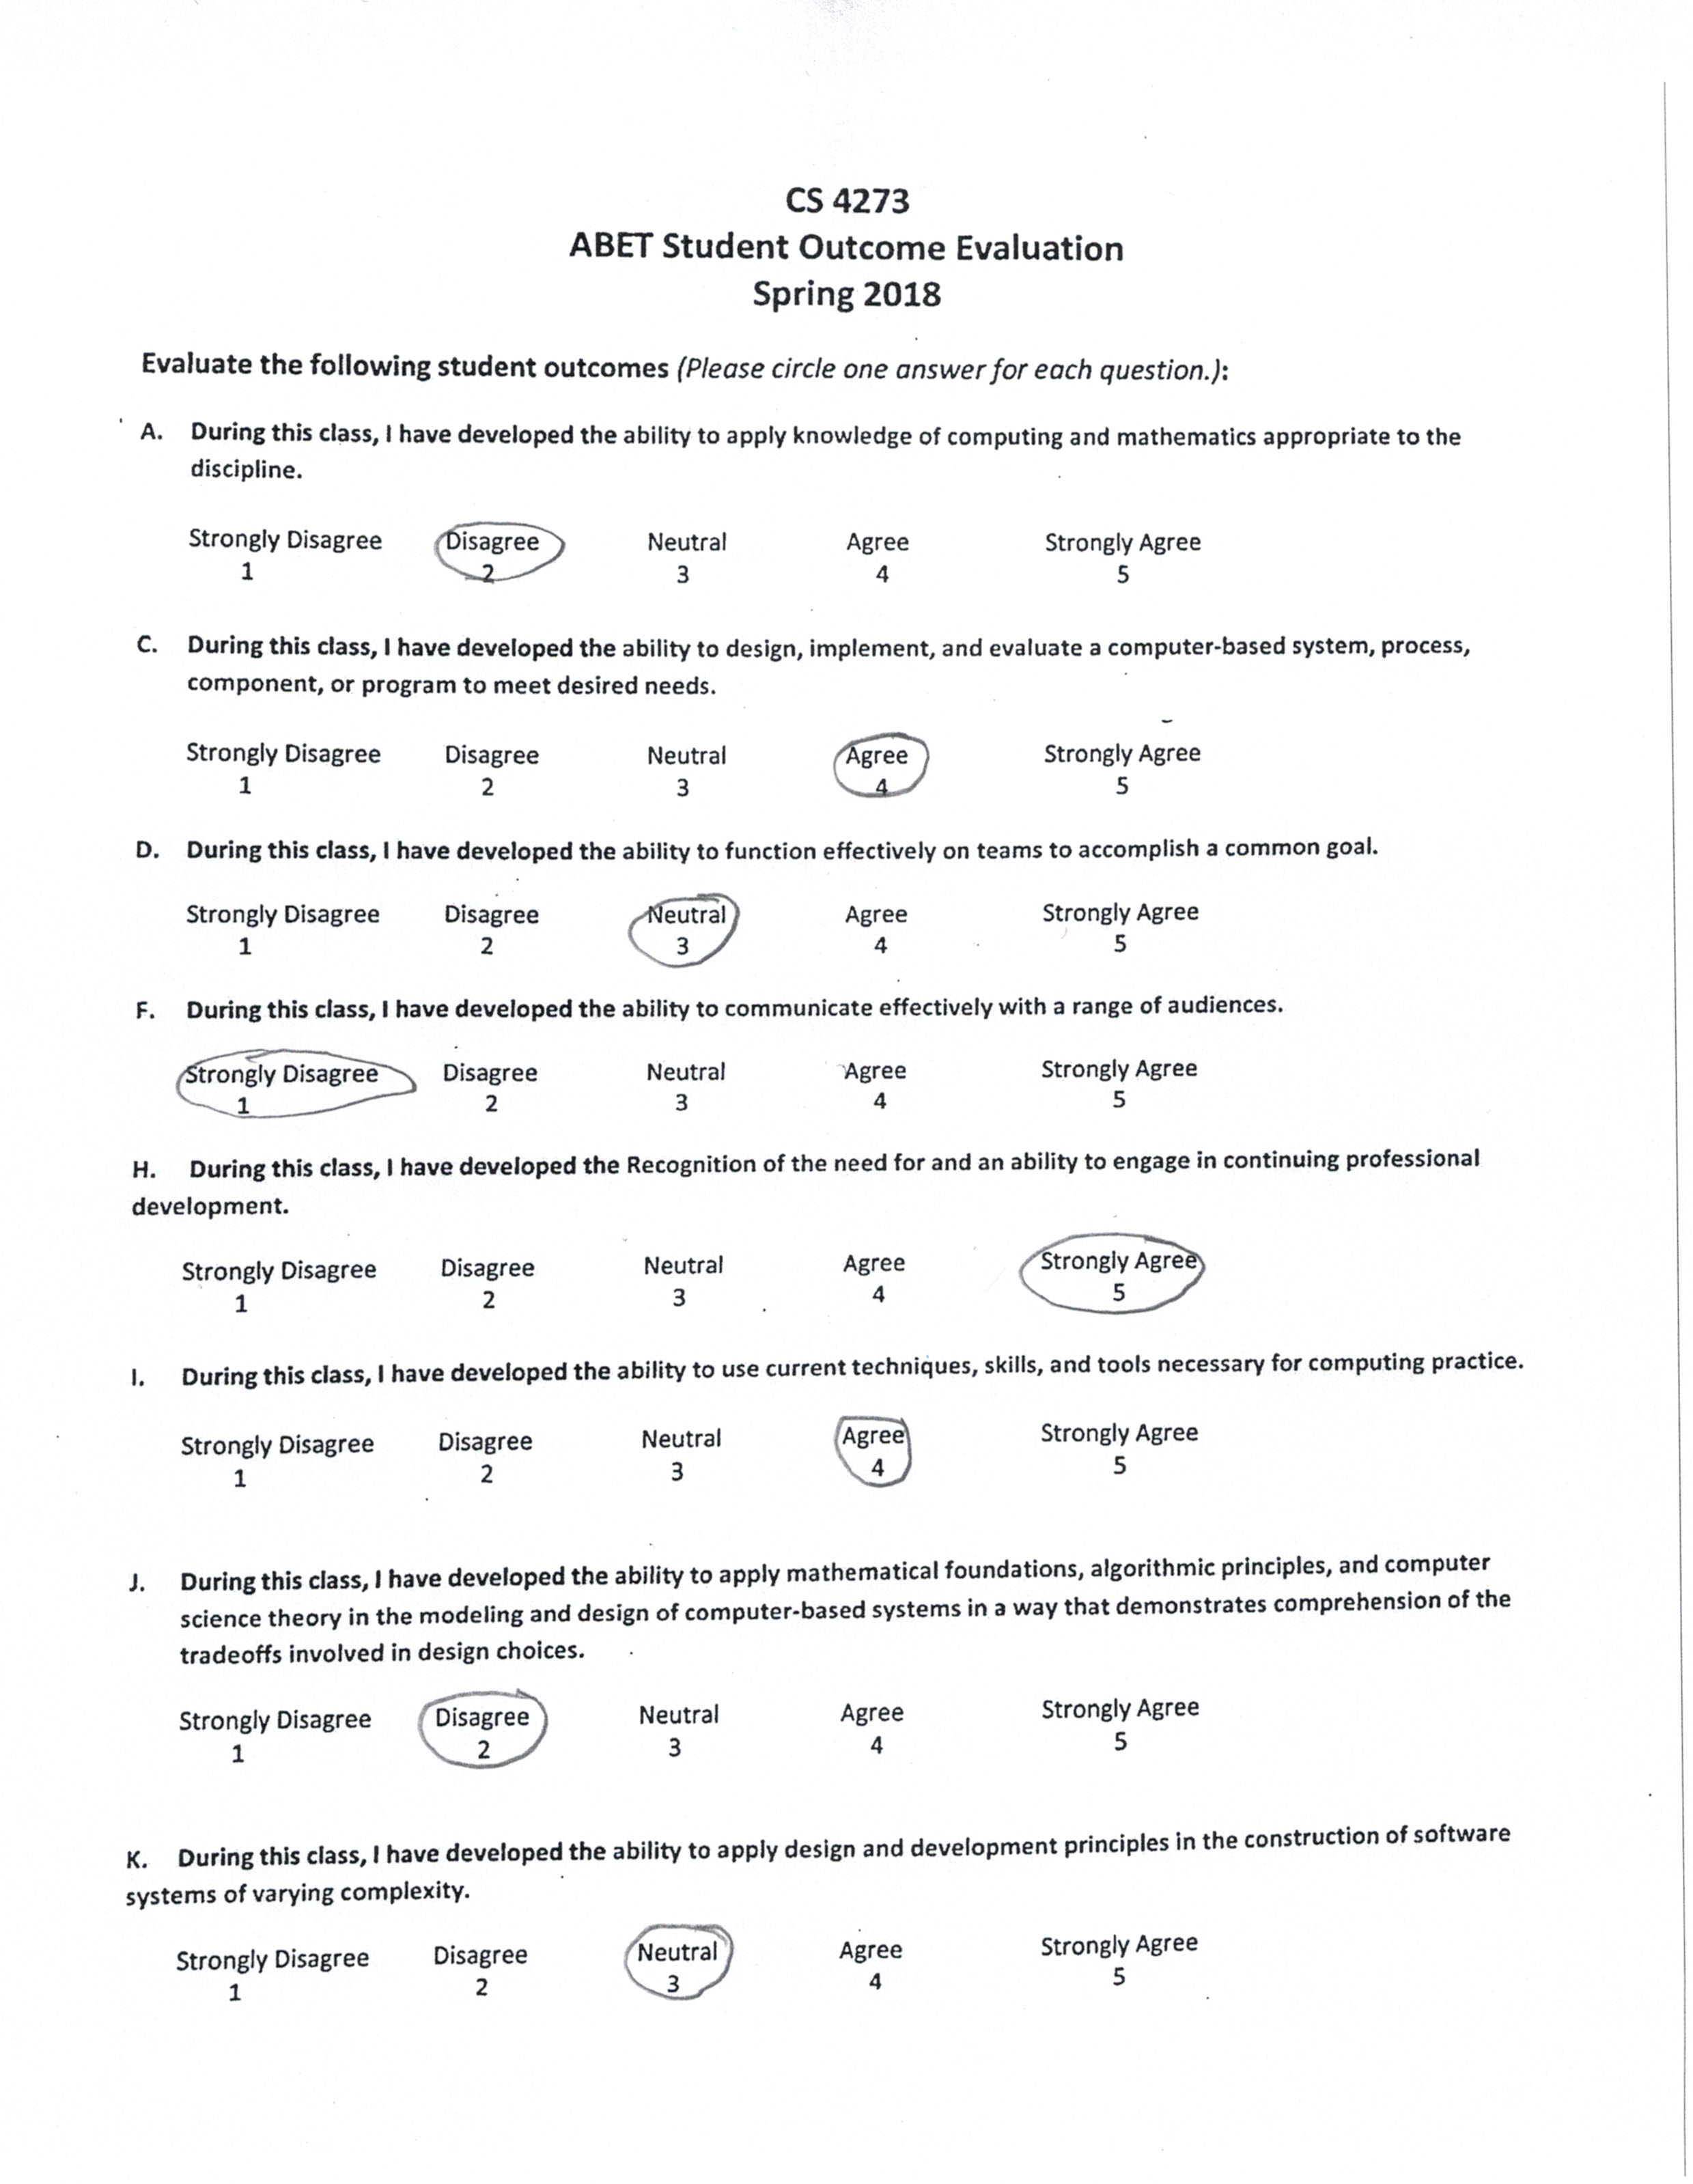 CS 4273
ABET Student Outcome Evaluation
Spring 2018
Evaluate the following student outcomes (Please circle one answer for each question.):
A. During this class, I have developed the ability to apply knowledge of computing and mathematics appropriate to the
discipline.
Strongly Disagree Disagree Neutral Agree Strongly Agree
1 2 3 4 5
C. During this class, I have developed the ability to design, implement, and evaluate a computer-based system, process,
component, or program to meet desired needs.
Strongly Disagree Disagree Neutral Agree Strongly Agree
1 2 3 4 5
D. During this class, I have developed the ability to function effectively on teams to accomplish a common goal.
Strongly Disagree Disagree Neutral Agree Strongly Agree
1 2 3 4 5
F. During this class, I have developed the ability to communicate effectively with a range of audiences.
Strongly Disagree Disagree Neutral Agree Strongly Agree
1 2 3 4 5
H. During this class, I have developed the Recognition of the need for and an ability to engage in continuing professional
development.
Strongly Disagree Disagree Neutral Agree Strongly Agree
1 2 3 4 5
I. During this class, I have developed the ability to use current techniques, skills, and tools necessary for computing practice.
Strongly Disagree Disagree Neutral Agree Strongly Agree
1 2 3 4 5
J. During this class, I have developed the ability to apply mathematical foundations, algorithmic principles, and computer
science theory in the modeling and design of computer-based systems in a way that demonstrates comprehension of the
tradeoffs involved in design choices.
Strongly Disagree Disagree Neutral Agree Strongly Agree
1 2 3 4 5
K. During this class, I have developed the ability to apply design and development principles in the construction of software
systems of varying complexity.
Strongly Disagree Disagree Neutral Agree Strongly Agree
1 2 3 4 5